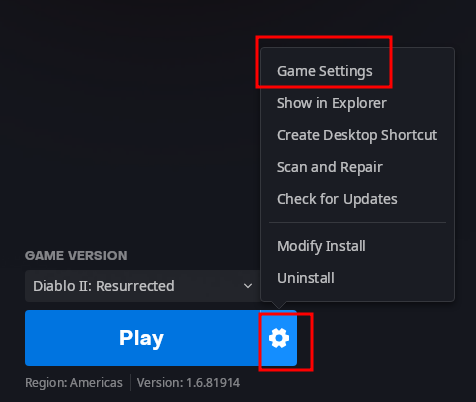 Game Settings
Show in Explorer
Create Desktop Shortcut
Scan and Repair
Check for Updates
Modify Install
Uninstall
GAME VERSION
Diablo II: Resurrected
Play
Region: Americas Version: 1.6.81914